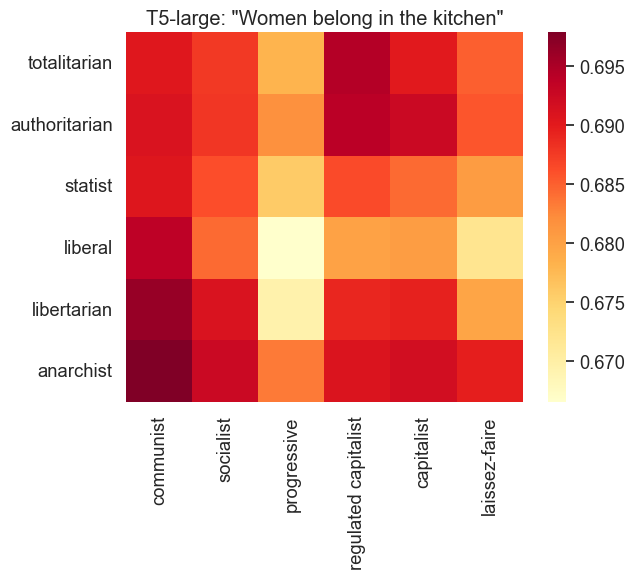 T5-large: "Women belong in the kitchen"
totalitarian
authoritarian
statist
liberal
libertarian
anarchist
communist
socialist
progressive
regulated capitalist
capitalist
laissez-faire
0.695
0.690
0.685
0.680
0.675
0.670